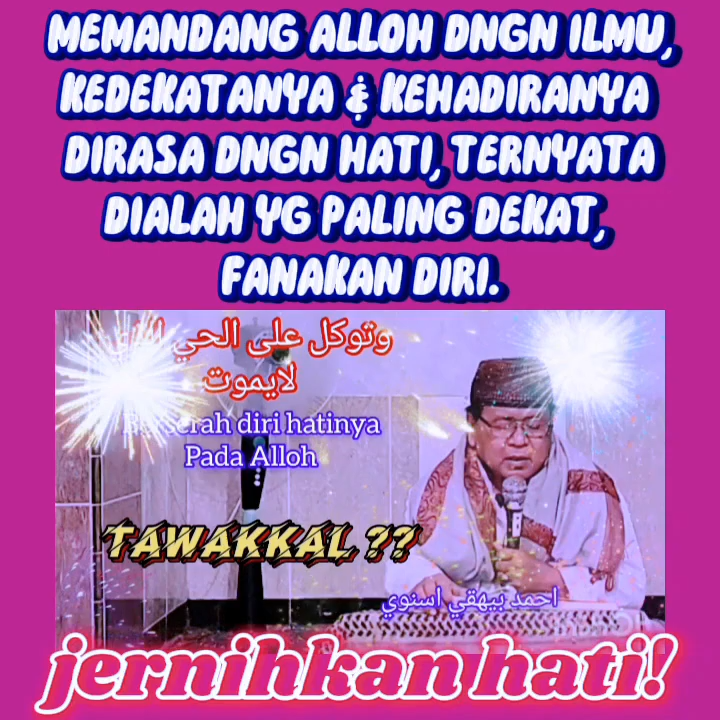 MEMANDANG ALLOH DNGN ILMU,
KEDEKATANYA & KEHADIRANYA
DIRASA DNGN HATI, TERNYATA
DIALAH YG PALING DEKAT,
FANAKAN DIRI.
وتوكل على الحي
لايموت
diri hatinya
Pada Alloh
TAWAKKAL ??
احمد بيهقي اسنوي
jernihkan hati!